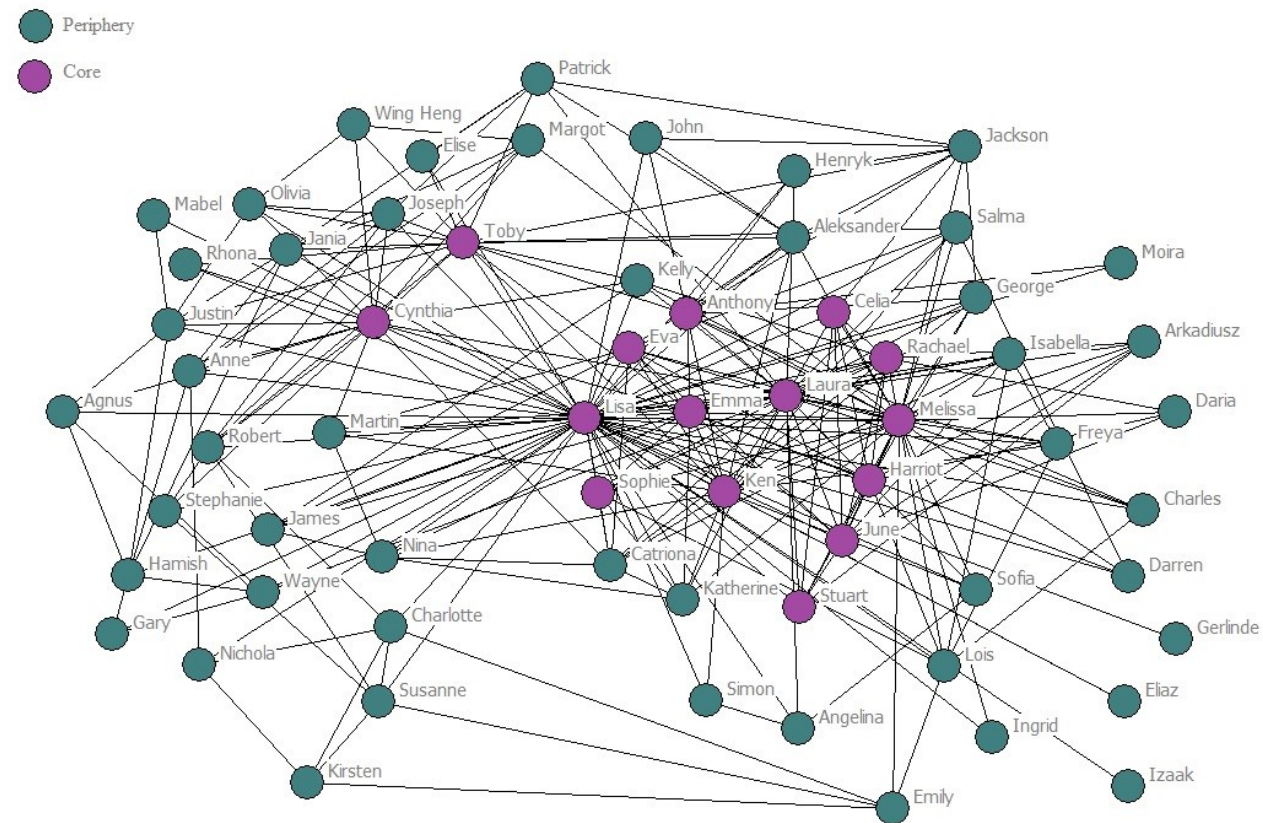 Periphery
Core
Patrick
Wing Heng
Margot
John
Jackson
Elise
Henryk
Mabel
Olivia
Joseph
Salma
Toby
Aleksander
Jania
Rhona
Moira
Kelly
George
Anthony
Celia
Justin
Cynthia
Arkadiusz
Eva
Rachael
Isabella
Anne
Laura
Agnus
Lisa
Emma
Melissa
Daria
Martin
Robert
Freya
Harriot
Sophie
Ken
Stephanie
Charles
James
June
Nina
Catriona
Hamish
Darren
Wayne
Katherine
Sofia
Stuart
Gary
Charlotte
Gerlinde
Nichola
Lois
Susanne
Simon
Eliaz
Angelina
Ingrid
Kirsten
Izaak
Emily